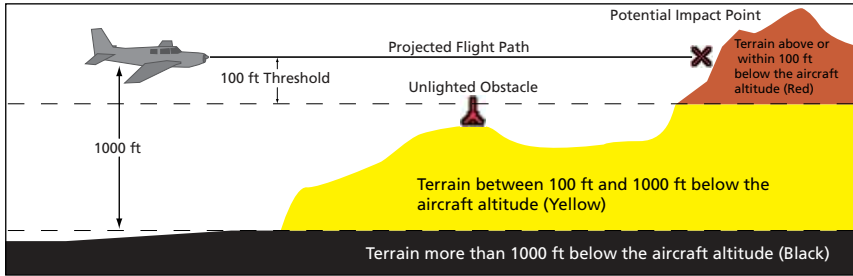 Potential Impact Point
Projected Flight Path
Terrain above or
within 100 ft
below the aircraft
altitude (Red)
100 ft Threshold
Unlighted Obstacle
1000 ft
Terrain between 100 ft and 1000 ft below the
aircraft altitude (Yellow)
Terrain more than 1000 ft below the aircraft altitude (Black)